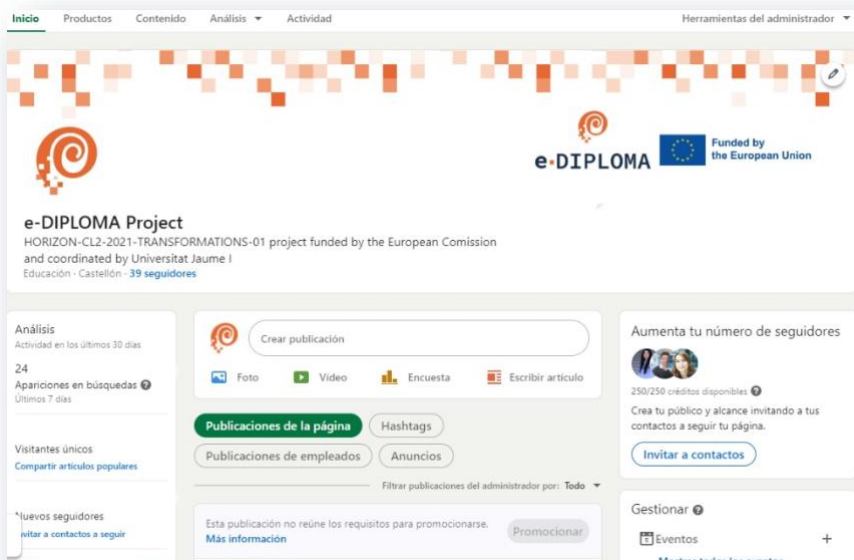 Inicio
Productos
Contenido
Análisis
Actividad
Herramientas del administrador
e-DIPLOMA
Funded by
the European Union
e-DIPLOMA Project
HORIZON-CL2-2021-TRANSFORMATIONS-01 project funded by the European Comission
and coordinated by Universitat Jaume I
Educación · Castellón · 39 seguidores
Análisis
Actividad en los últimos 30 días
24
Apariciones en búsquedas
Últimos 7 días
Visitantes únicos
Compartir artículos populares
Nuevos seguidores
Invitar a contactos a seguir
Crear publicación
Foto
Vídeo
Encuesta
Escribir artículo
Publicaciones de la página
Hashtags
Publicaciones de empleados
Anuncios
Filtrar publicaciones del administrador por: Todo
Esta publicación no reúne los requisitos para promocionarse.
Más información
Promocionar
Aumenta tu número de seguidores
250/250 créditos disponibles
Crea tu público y alcance invitando a tus
contactos a seguir tu página.
Invitar a contactos
Gestionar
Eventos
Mostrar todos los eventos